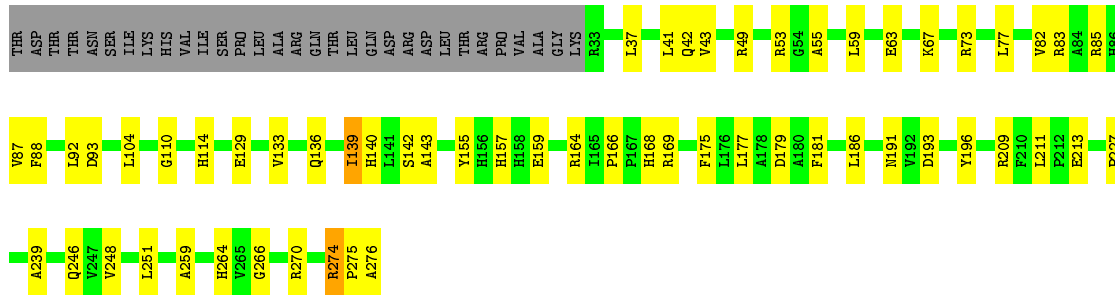 THR ASP THR THR ASN SER ILE LYS HIS VAL ILE SER PRO LEU ALA ARG GLN THR LEU GLN ASP ARG ASP LEU THR ARG PRO VAL ALA GLY LYS R33 L37 L41 Q42 V43 R49 R53 G54 A55 L59 E63 K67 R73 L77 V82 R83 A84 R85 H86
V87 F88 L92 D93 L104 G110 H114 E129 V133 Q136 I139 H140 L141 S142 A143 Y155 H156 H157 H158 E159 R164 I165 P166 P167 H168 R169 F175 L176 L177 A178 D179 A180 F181 L186 N191 V192 D193 Y196 R209 F210 L211 P212 E213
A239 Q246 V247 V248 L251 A259 H264 V265 G266 R270 R274 P275 A276